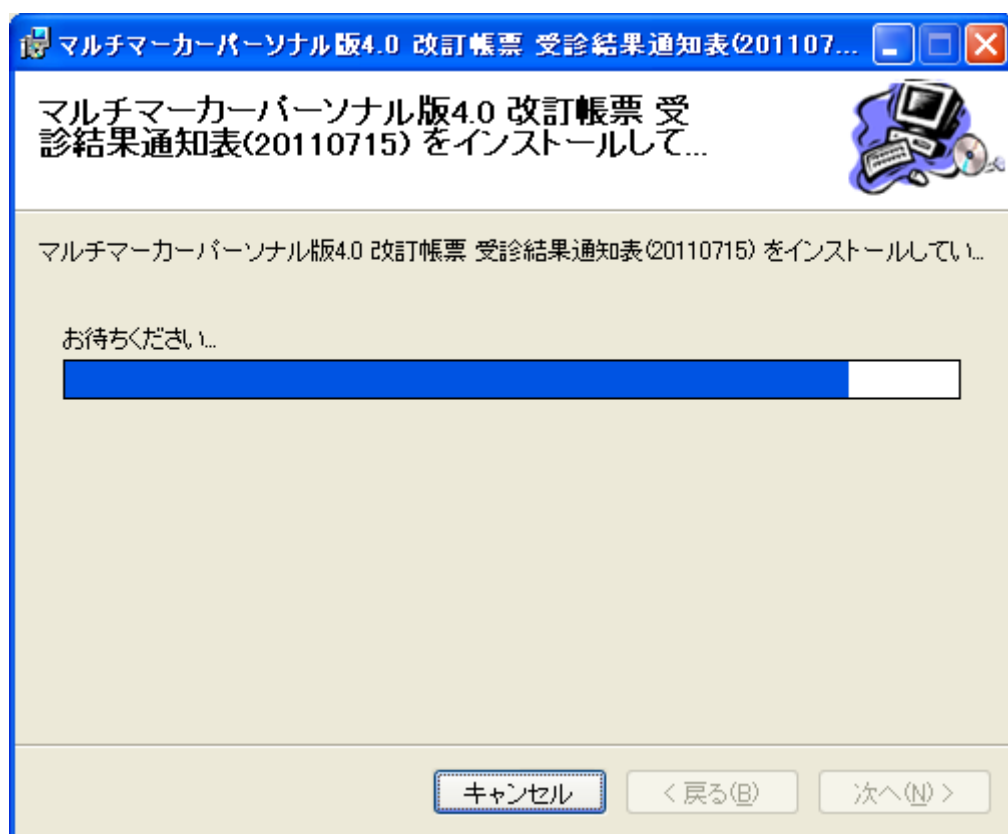 マルチマーカーパーソナル版4.0 改訂帳票 受診結果通知表(201107...
マルチマーカーパーソナル版4.0 改訂帳票 受
診結果通知表(20110715) をインストールして...
マルチマーカーパーソナル版4.0 改訂帳票 受診結果通知表(20110715) をインストールしてい...
お待ちください...
キャンセル
< 戻る(B)
次へ(N) >